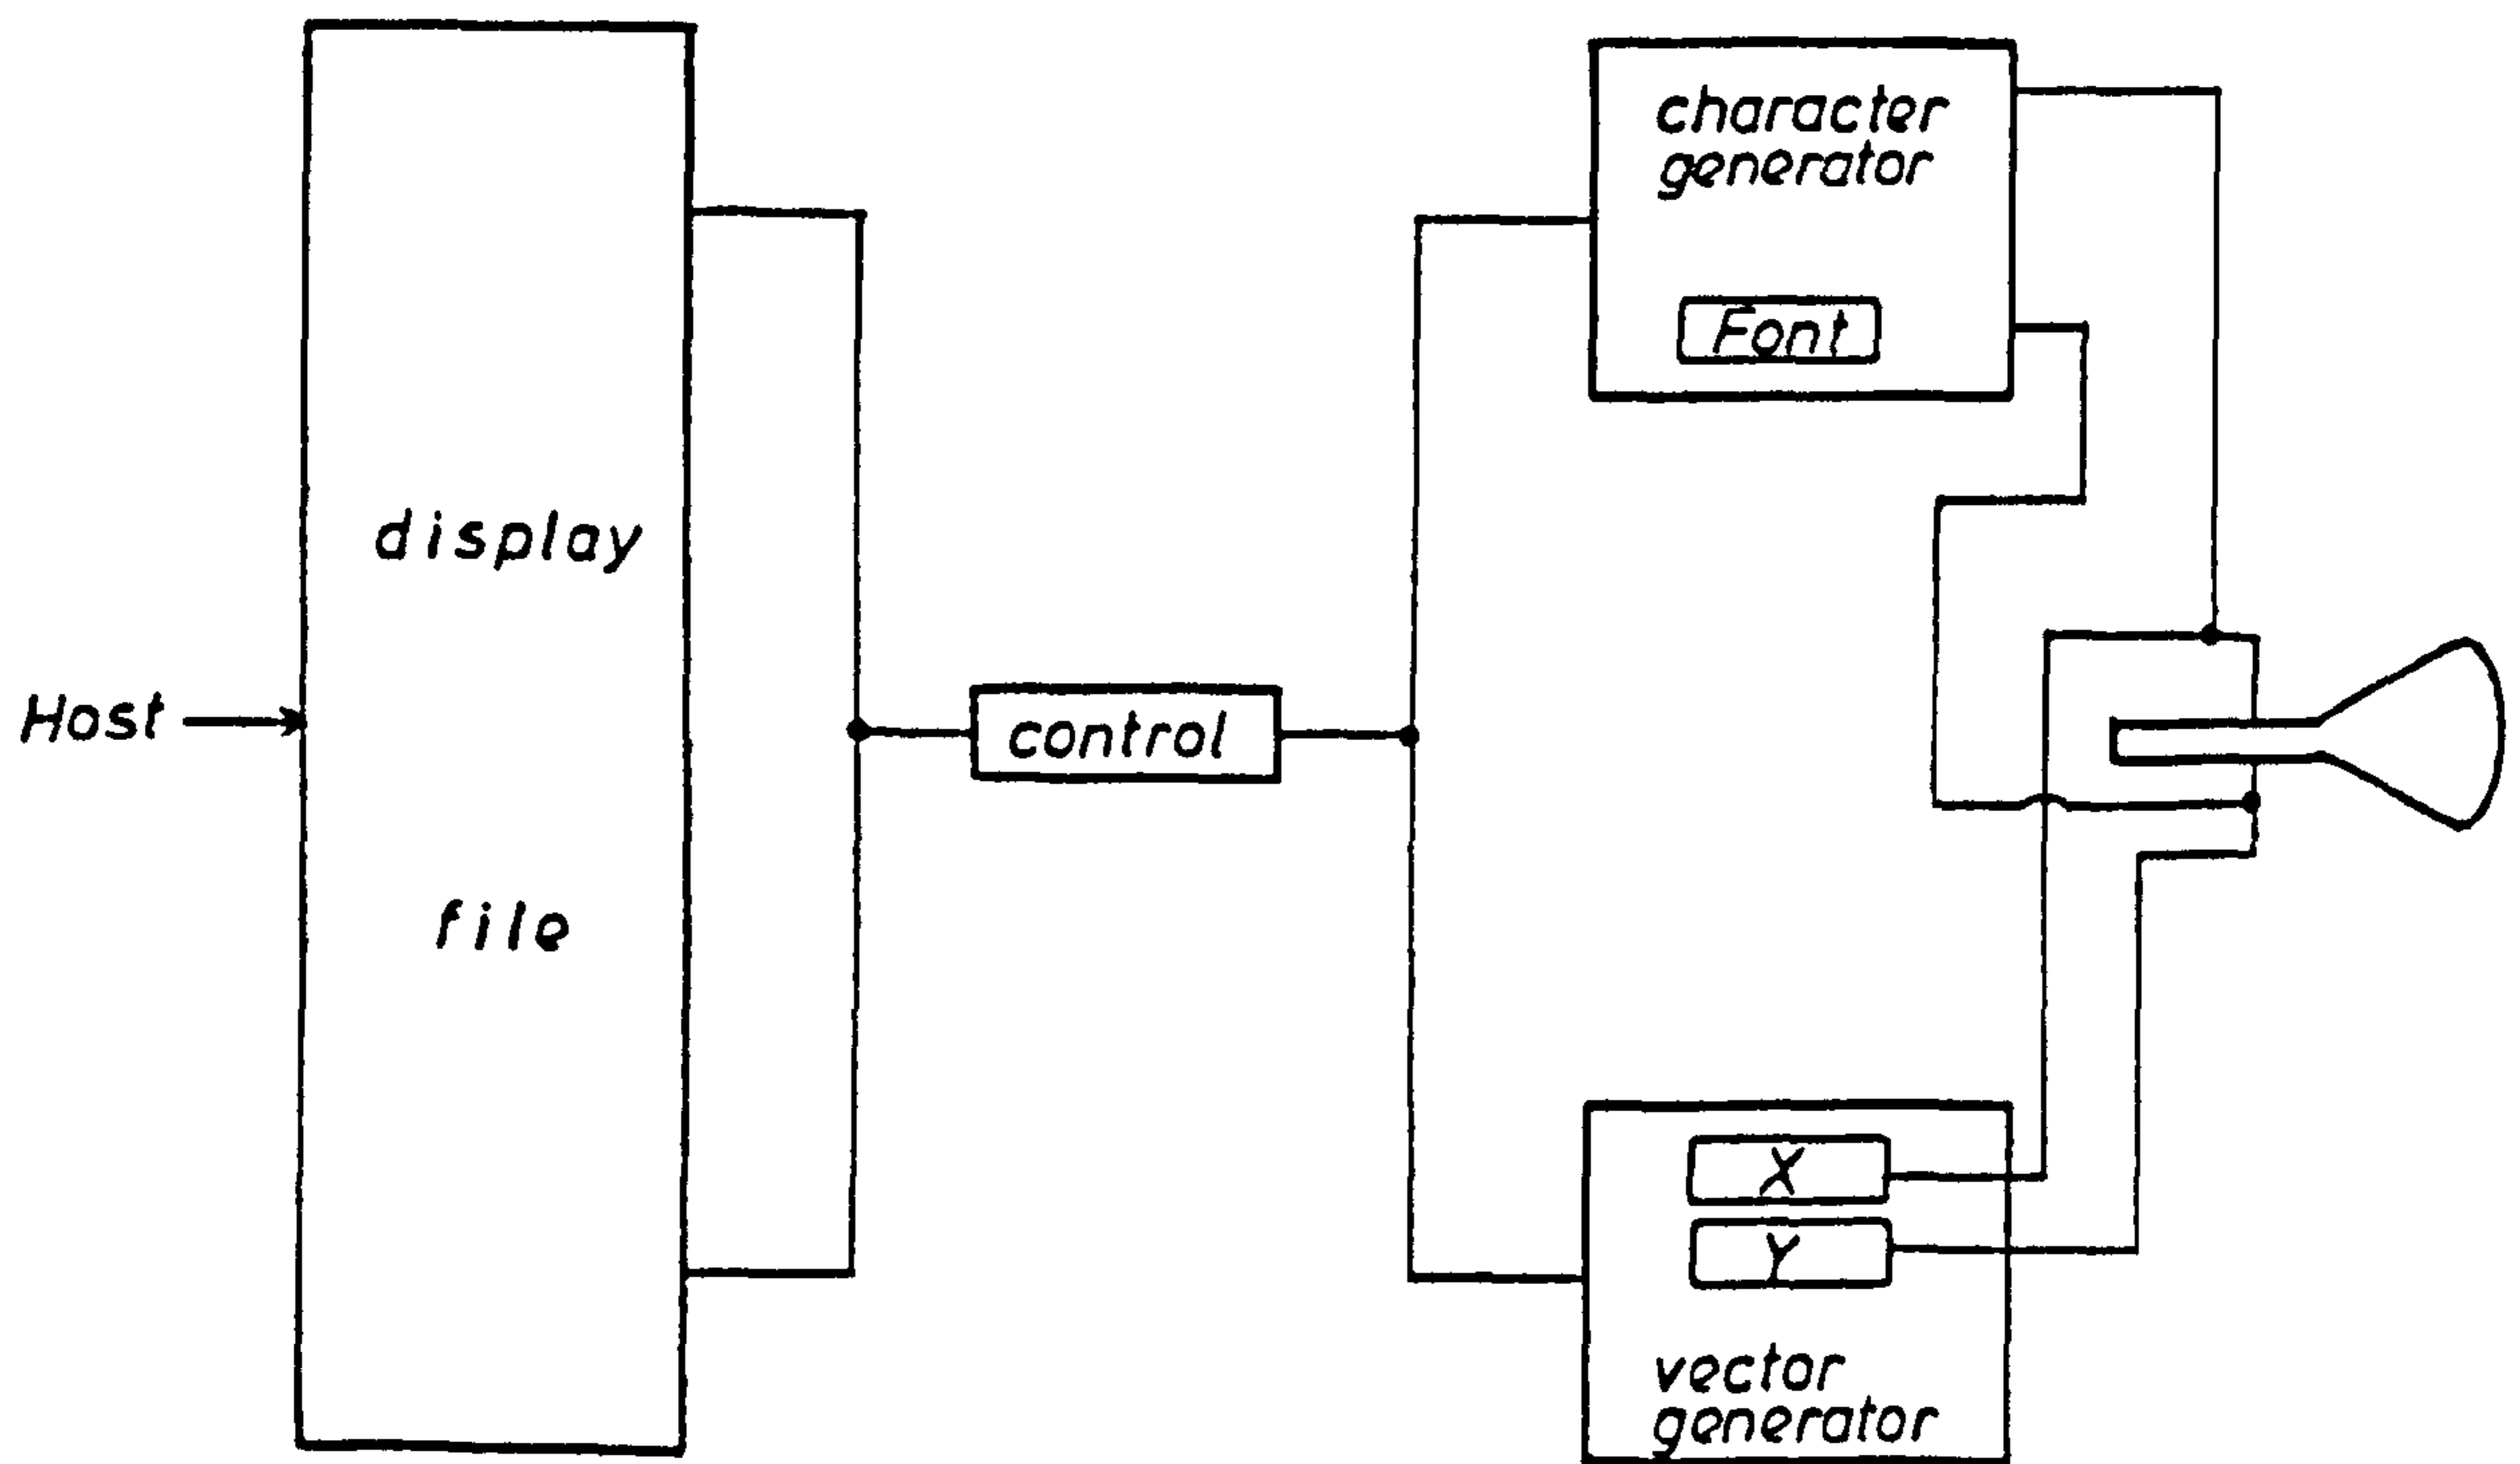 Host
display
file
control
character
generator
Font
X
Y
vector
generator